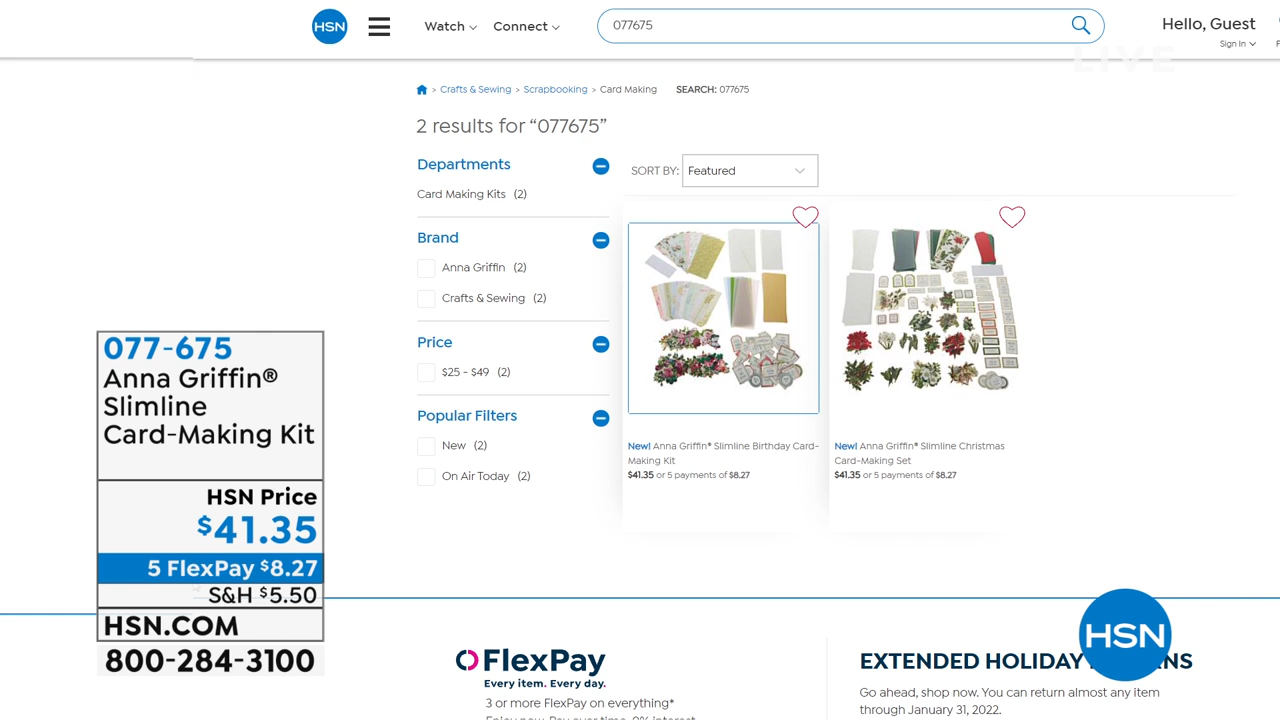 HSN
Watch
Connect
077675
Hello, Guest
Sign In
LIVE
> Crafts & Sewing > Scrapbooking > Card Making SEARCH: 077675
2 results for “077675”
Departments
Card Making Kits (2)
Brand
Anna Griffin (2)
Crafts & Sewing (2)
Price
$25 - $49 (2)
Popular Filters
New (2)
On Air Today (2)
SORT BY: Featured
New! Anna Griffin® Slimline Birthday Card-
Making Kit
$41.35 or 5 payments of $8.27
New! Anna Griffin® Slimline Christmas
Card-Making Set
$41.35 or 5 payments of $8.27
077-675
Anna Griffin®
Slimline
Card-Making Kit
HSN Price
$41.35
5 FlexPay $8.27
S&H $5.50
HSN.COM
800-284-3100
FlexPay
Every item. Every day.
3 or more FlexPay on everything*
EXTENDED HOLIDAY
Go ahead, shop now. You can return almost any item
through January 31, 2022.
HSN